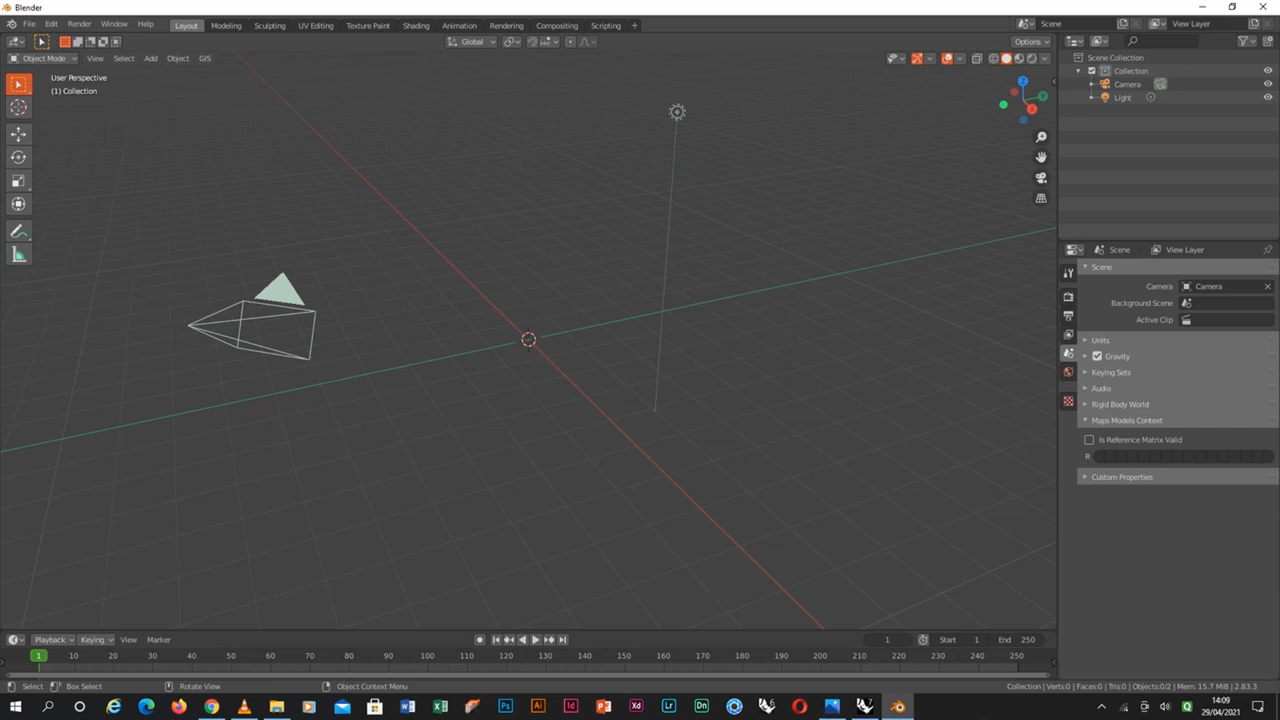 Blender
File Edit Render Window Help Layout Modeling Sculpting UV Editing Texture Paint Shading Animation Rendering Compositing Scripting + Scene View Layer
Global Options
Object Mode View Select Add Object GIS
User Perspective
(1) Collection
Z
Y
X
Scene Collection
Collection
Camera
Light
Scene View Layer
Scene
Camera Camera
Background Scene
Active Clip
Units
Gravity
Keying Sets
Audio
Rigid Body World
Maps Models Context
Is Reference Matrix Valid
R
Custom Properties
Playback Keying View Marker 1 Start 1 End 250
1 10 20 30 40 50 60 70 80 90 100 110 120 130 140 150 160 170 180 190 200 210 220 230 240 250
Select Box Select Rotate View Object Context Menu Collection | Verts:0 | Faces:0 | Tris:0 | Objects:0/2 | Mem: 15.7 MiB | 2.83.3
Ps Ai Id Xd Lr Dn
14:09
29/04/2021